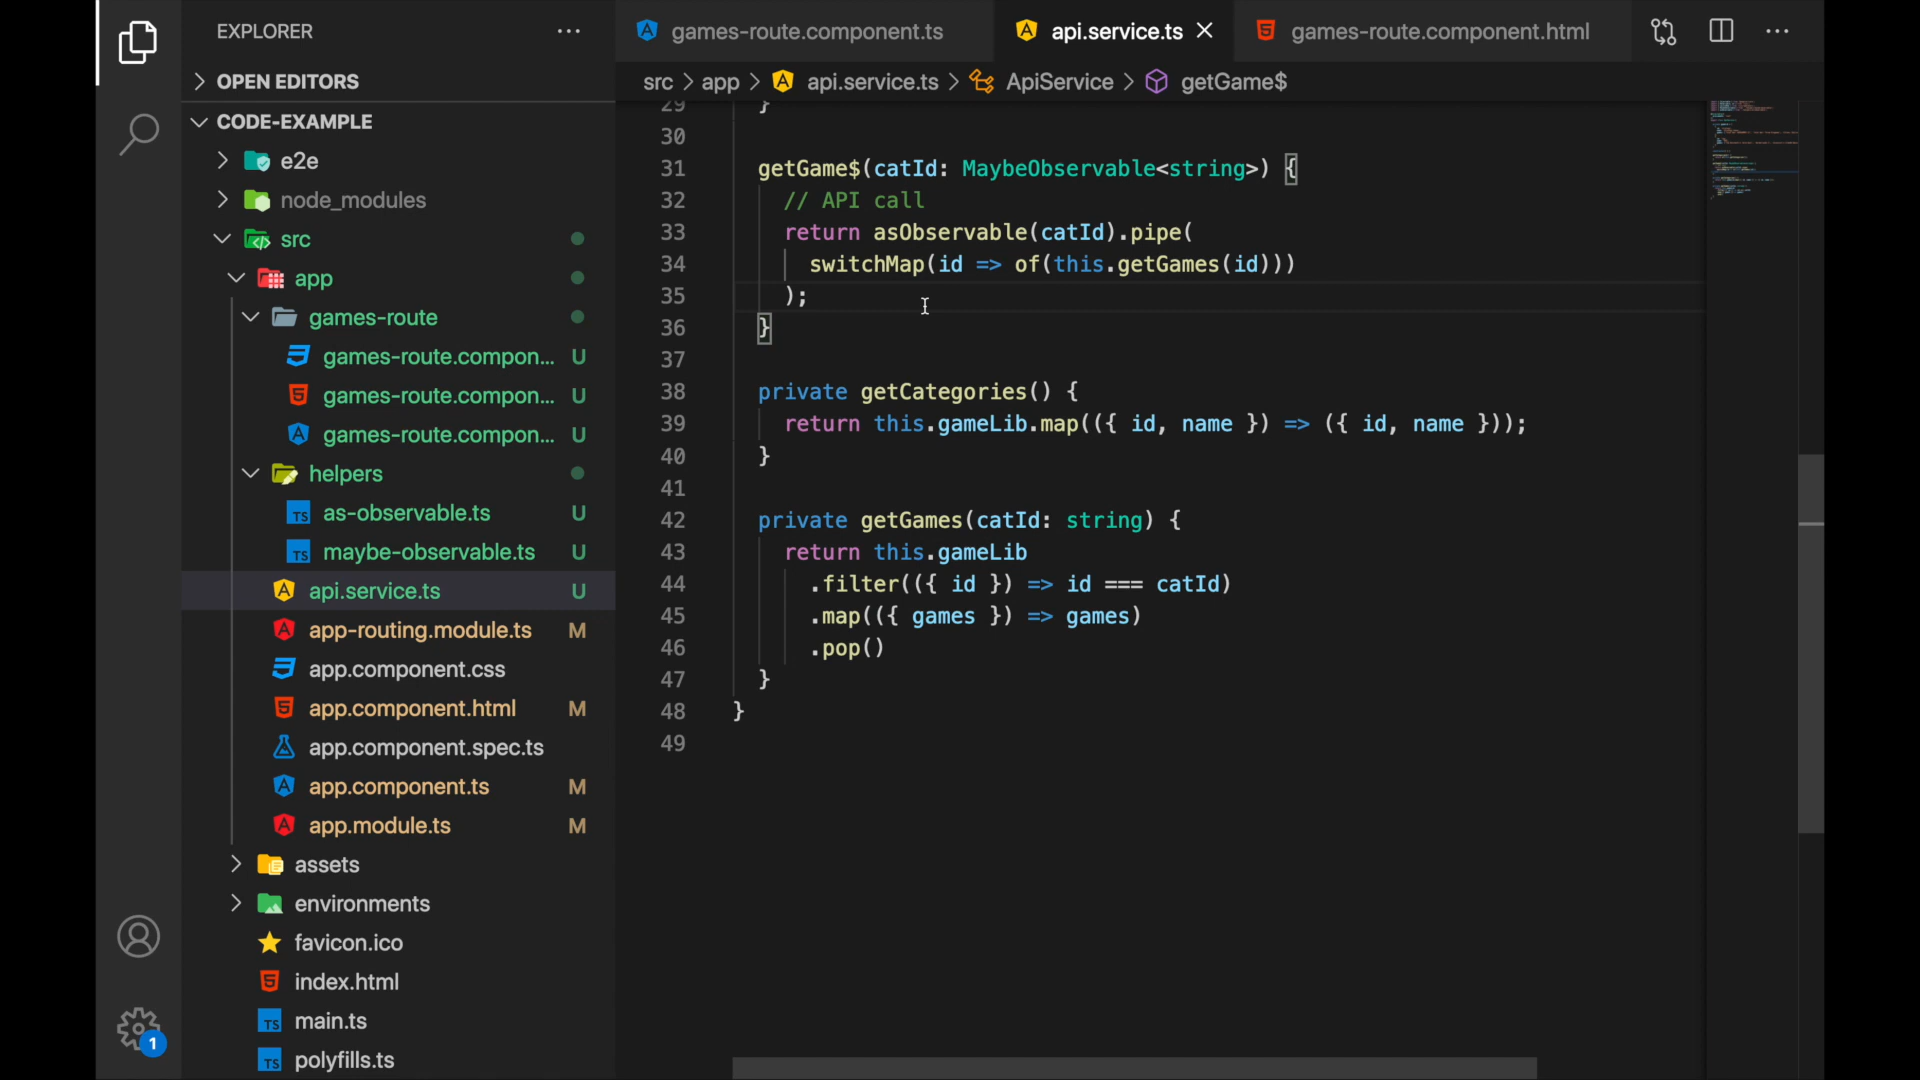 EXPLORER
OPEN EDITORS
CODE-EXAMPLE
e2e
node_modules
src
app
games-route
games-route.compon... U
games-route.compon... U
games-route.compon... U
helpers
TS as-observable.ts U
TS maybe-observable.ts U
api.service.ts U
app-routing.module.ts M
app.component.css
app.component.html M
app.component.spec.ts
app.component.ts M
app.module.ts M
assets
environments
favicon.ico
index.html
TS main.ts
TS polyfills.ts
1
games-route.component.ts api.service.ts games-route.component.html
src > app > api.service.ts > ApiService > getGame$
29 }
30
31 getGame$(catId: MaybeObservable<string>) {
32 // API call
33 return asObservable(catId).pipe(
34 switchMap(id => of(this.getGames(id)))
35 );
36 }
37
38 private getCategories() {
39 return this.gameLib.map(({ id, name }) => ({ id, name }));
40 }
41
42 private getGames(catId: string) {
43 return this.gameLib
44 .filter(({ id }) => id === catId)
45 .map(({ games }) => games)
46 .pop()
47 }
48 }
49